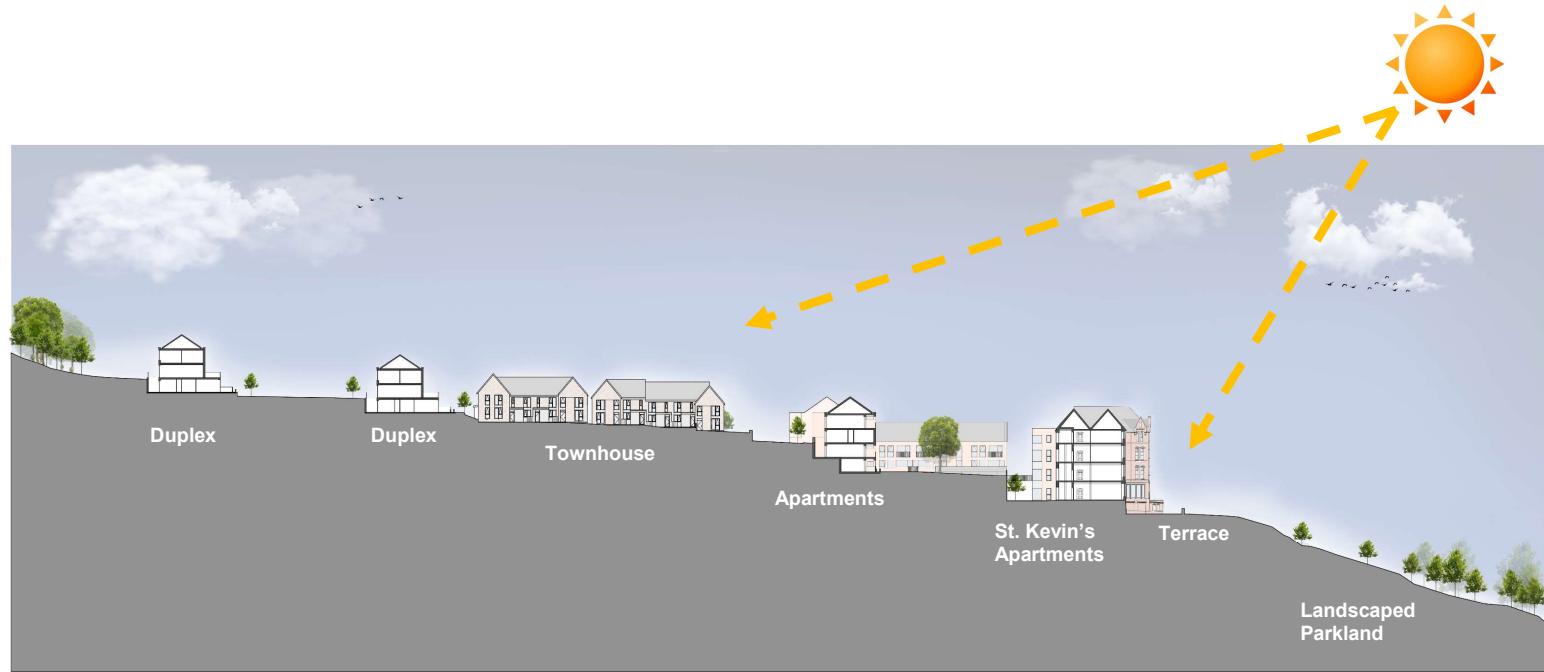 Duplex
Duplex
Townhouse
Apartments
St. Kevin’s
Apartments
Terrace
Landscaped
Parkland